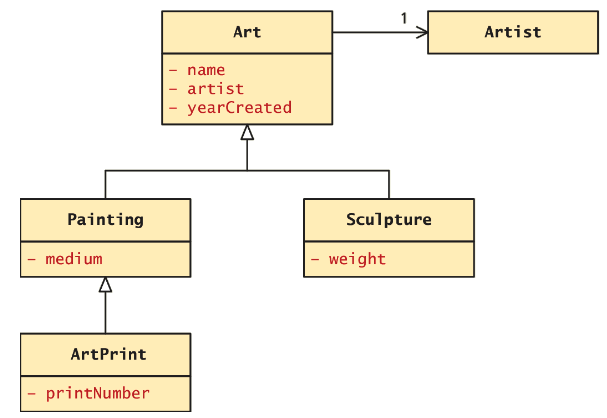 Art
1
Artist
- name
- artist
- yearCreated
Painting
- medium
Sculpture
- weight
ArtPrint
- printNumber